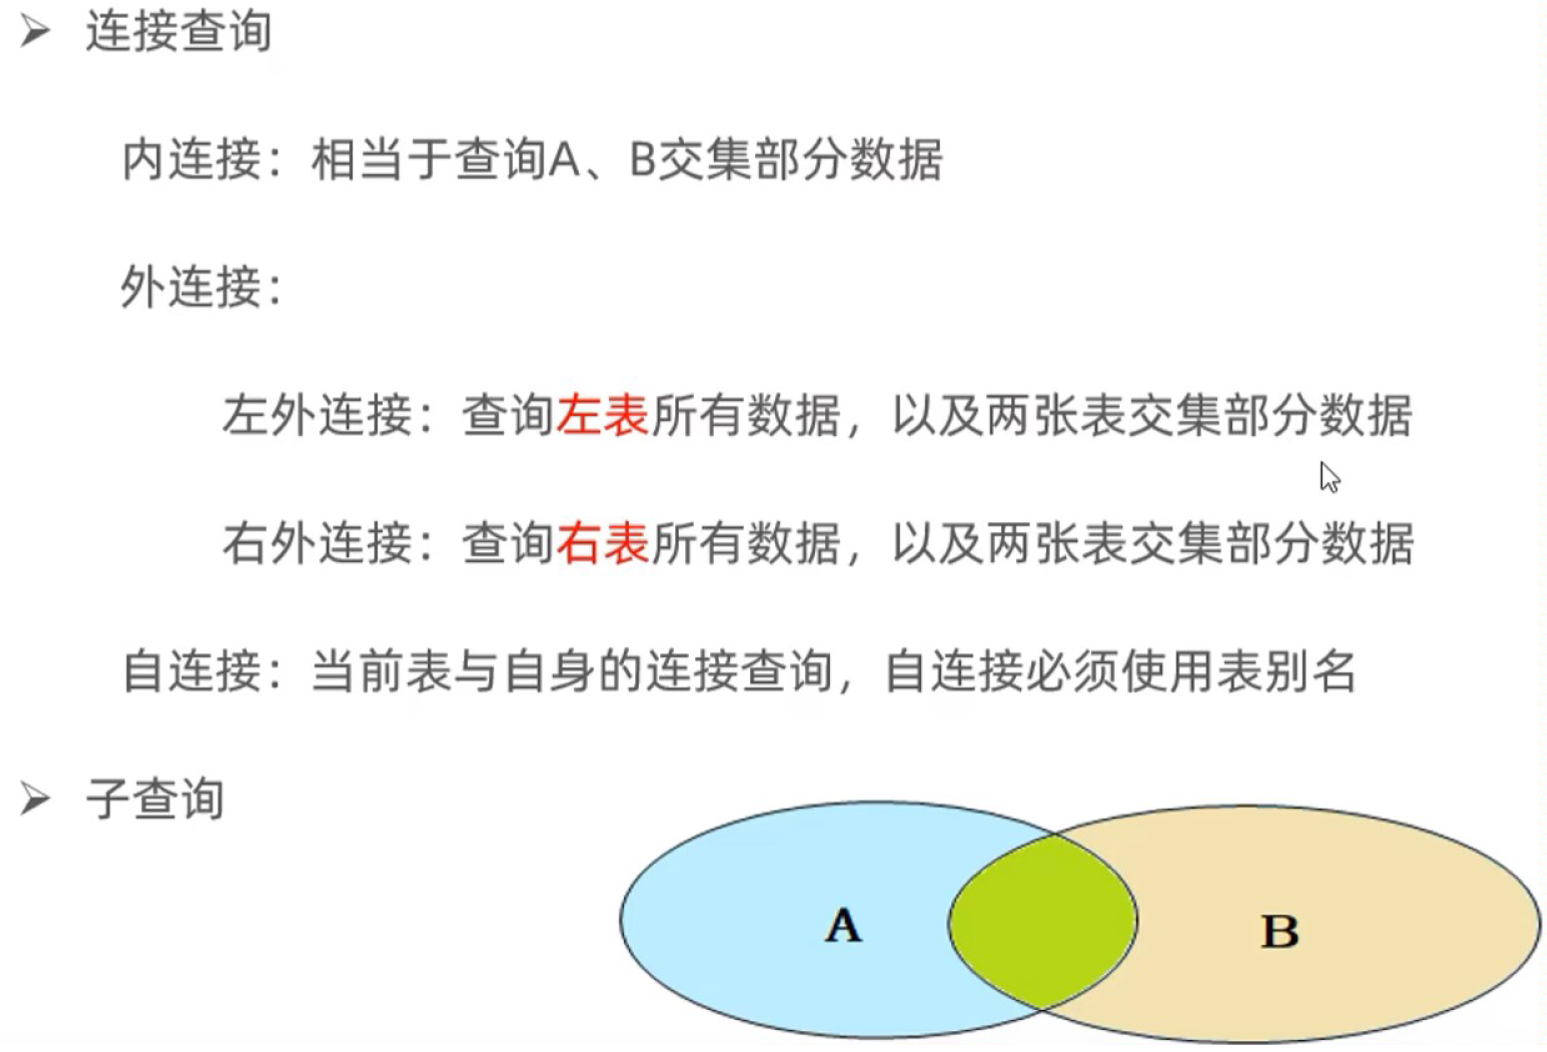 连接查询
内连接：相当于查询A、B交集部分数据
外连接：
左外连接：查询左表所有数据，以及两张表交集部分数据
右外连接：查询右表所有数据，以及两张表交集部分数据
自连接：当前表与自身的连接查询，自连接必须使用表别名
子查询
A
B